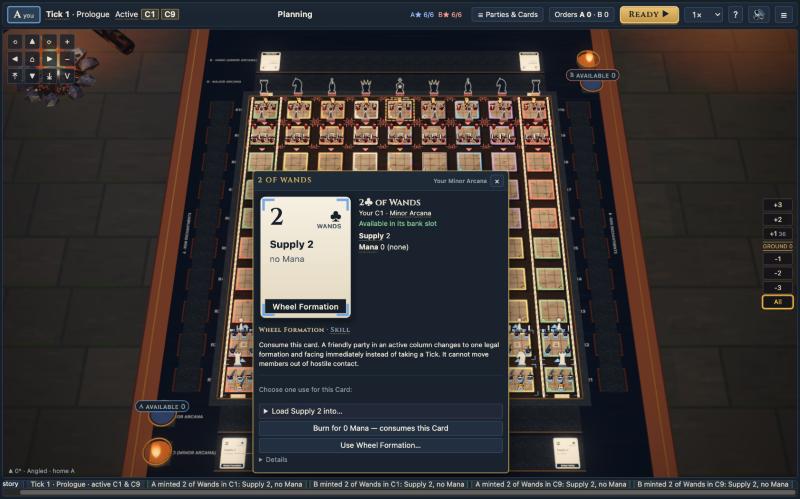 A you
Tick 1 · Prologue Active C1 C9
Planning
A★ 6/6 B★ 6/6
≡ Parties & Cards
Orders A 0 · B 0
READY ▶
1×
?
≡
B AVAILABLE 0
2 OF WANDS
Your Minor Arcana
×
2
♣
WANDS
Supply 2
no Mana
Wheel Formation
2♣ OF WANDS
Your C1 · Minor Arcana
Available in its bank slot
Supply 2
Mana 0 (none)
WHEEL FORMATION · SKILL
Consume this card. A friendly party in an active column changes to one legal
formation and facing immediately instead of taking a Tick. It cannot move
members out of hostile contact.
Choose one use for this Card:
▶ Load Supply 2 into...
Burn for 0 Mana — consumes this Card
Use Wheel Formation...
▶ Details
+3
+2
+1 36
GROUND 0
-1
-2
-3
All
A AVAILABLE 0
▲ 0° · Angled · home A
story
Tick 1 · Prologue · active C1 & C9
A minted 2 of Wands in C1: Supply 2, no Mana
B minted 2 of Wands in C1: Supply 2, no Mana
A minted 2 of Wands in C9: Supply 2, no Mana
B minted 2 of Wands in C9: Supply 2, no Mana